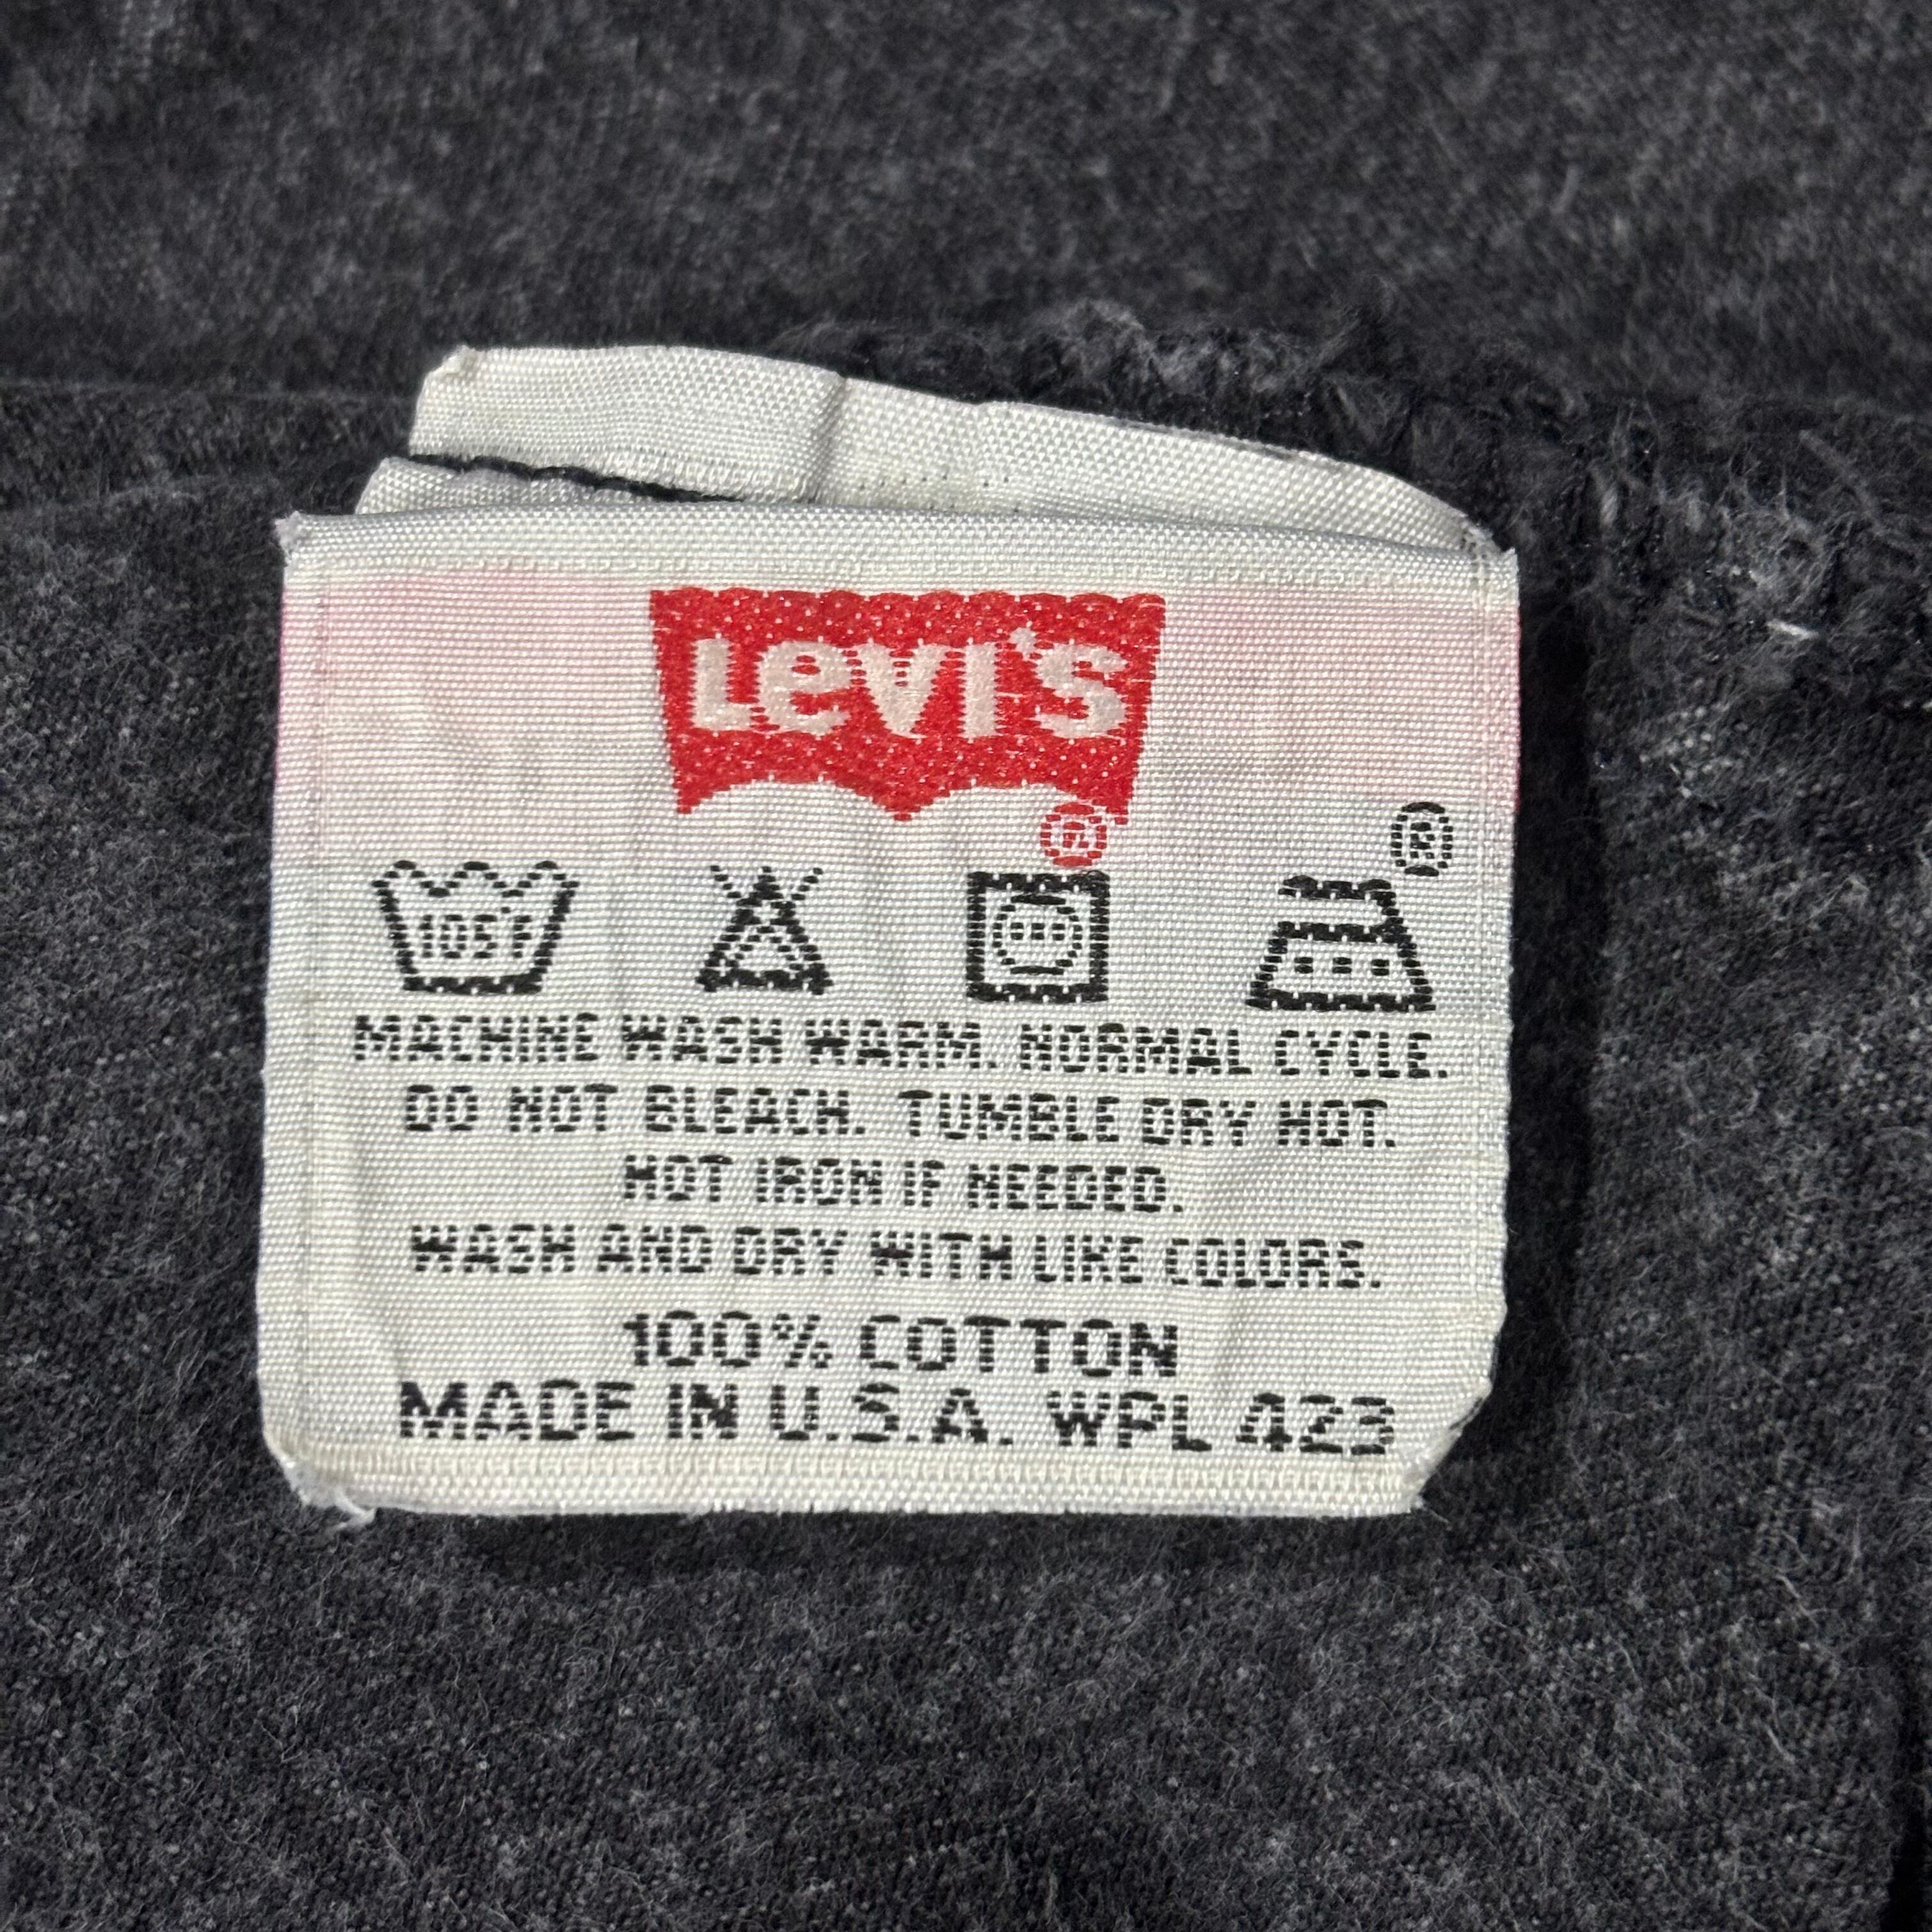 Levi's
®
®
105°F
MACHINE WASH WARM. NORMAL CYCLE.
DO NOT BLEACH. TUMBLE DRY HOT.
HOT IRON IF NEEDED.
WASH AND DRY WITH LIKE COLORS.
100% COTTON
MADE IN U.S.A. WPL 423